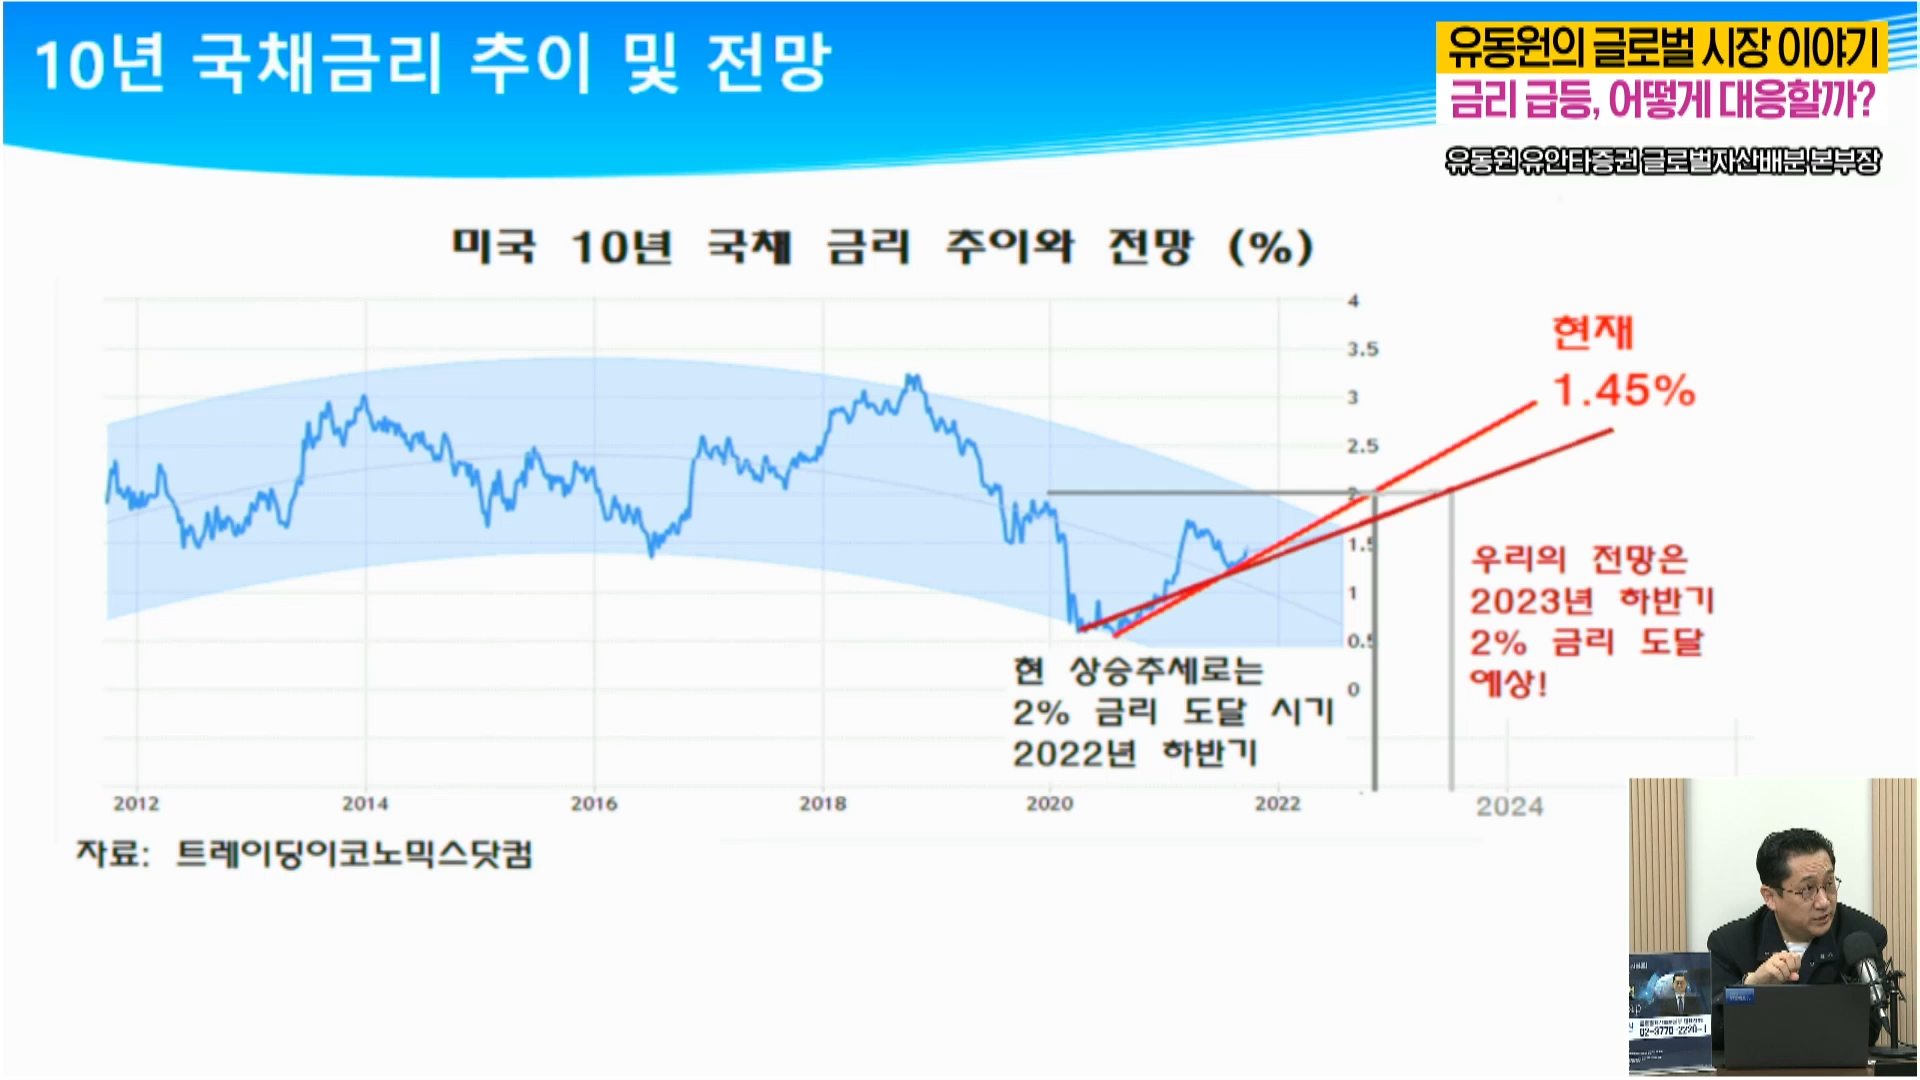 10년 국채금리 추이 및 전망
유동원의 글로벌 시장 이야기
금리 급등, 어떻게 대응할까?
유동원 유안타증권 글로벌자산배분 본부장
미국 10년 국채 금리 추이와 전망 (%)
4
3.5
3
2.5
2
1.5
1
0.5
0
현재
1.45%
우리의 전망은
2023년 하반기
2% 금리 도달
예상!
현 상승추세로는
2% 금리 도달 시기
2022년 하반기
2012 2014 2016 2018 2020 2022 2024
자료: 트레이딩이코노믹스닷컴
02-3770-2220~1